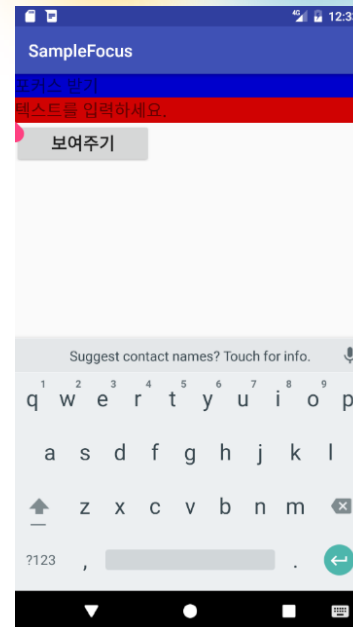 4G 12:3
SampleFocus
포커스 받기
텍스트를 입력하세요.
보여주기
Suggest contact names? Touch for info.
1 2 3 4 5 6 7 8 9
q w e r t y u i o p
a s d f g h j k l
z x c v b n m
?123 , .